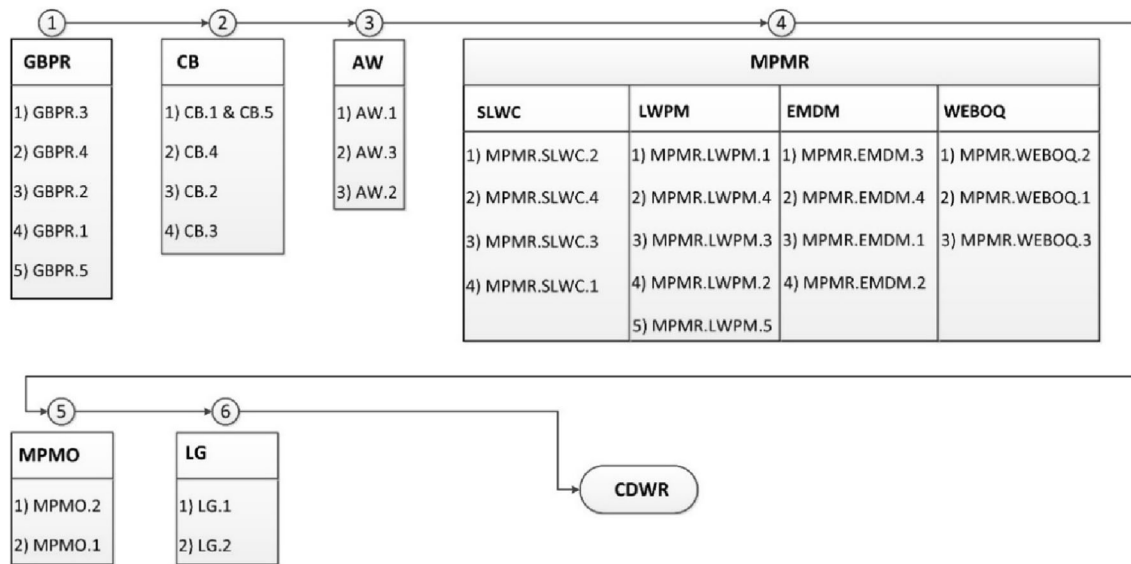 1 2 3 4
GBPR
1) GBPR.3
2) GBPR.4
3) GBPR.2
4) GBPR.1
5) GBPR.5
CB
1) CB.1 & CB.5
2) CB.4
3) CB.2
4) CB.3
AW
1) AW.1
2) AW.3
3) AW.2
MPMR
SLWC
1) MPMR.SLWC.2
2) MPMR.SLWC.4
3) MPMR.SLWC.3
4) MPMR.SLWC.1
LWPM
1) MPMR.LWPM.1
2) MPMR.LWPM.4
3) MPMR.LWPM.3
4) MPMR.LWPM.2
5) MPMR.LWPM.5
EMDM
1) MPMR.EMDM.3
2) MPMR.EMDM.4
3) MPMR.EMDM.1
4) MPMR.EMDM.2
WEBOQ
1) MPMR.WEBOQ.2
2) MPMR.WEBOQ.1
3) MPMR.WEBOQ.3
5 6
MPMO
1) MPMO.2
2) MPMO.1
LG
1) LG.1
2) LG.2
CDWR